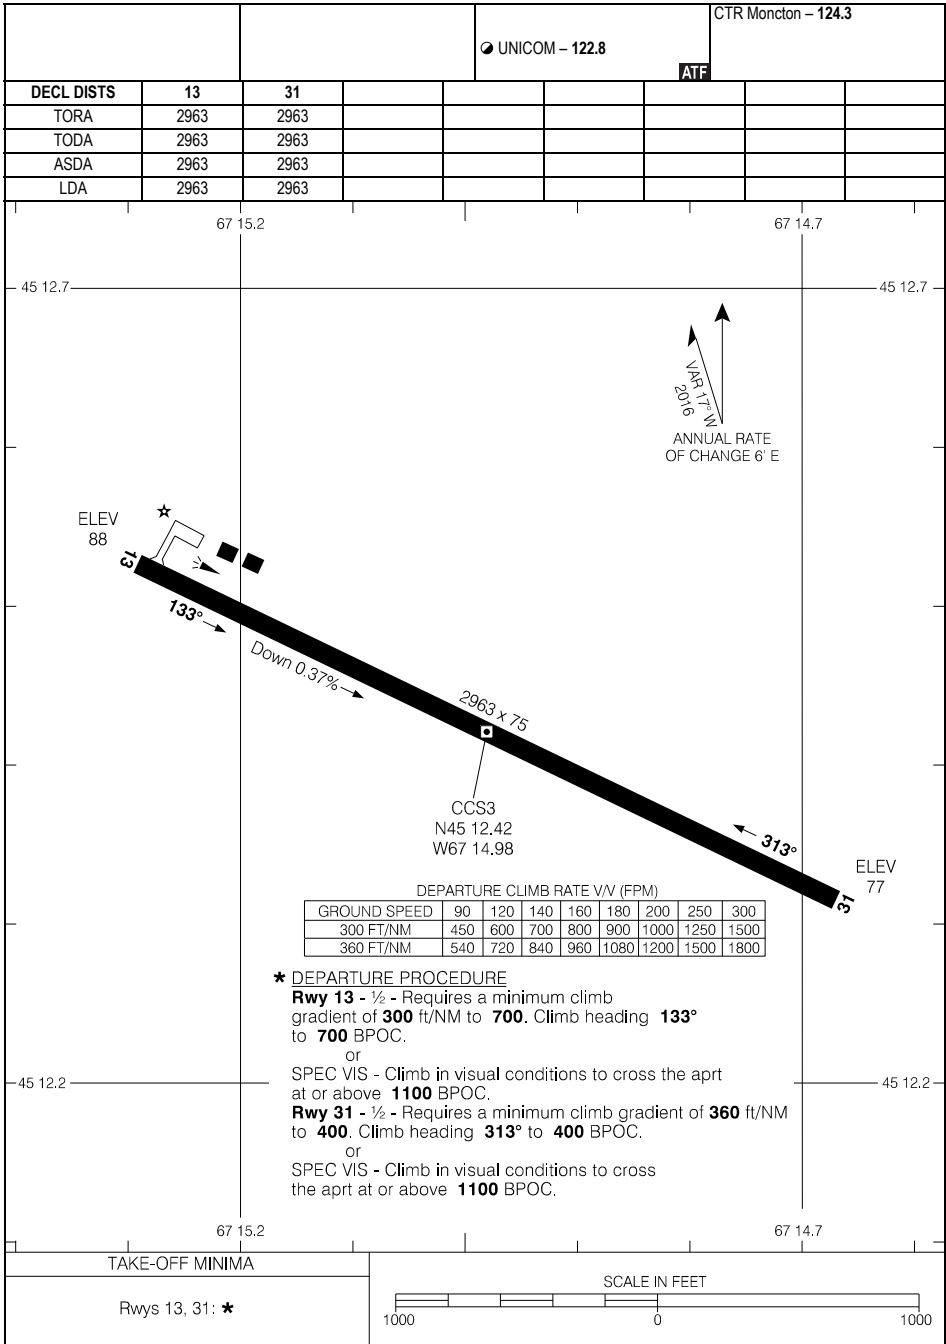 CTR Moncton – 124.3
UNICOM – 122.8
ATF
DECL DISTS 13 31
TORA 2963 2963
TODA 2963 2963
ASDA 2963 2963
LDA 2963 2963
67 15.2 67 14.7
45 12.7 45 12.7
VAR 17° W
2016
ANNUAL RATE
OF CHANGE 6' E
ELEV
88
13
133°
Down 0.37%
2963 x 75
CCS3
N45 12.42
W67 14.98
313°
ELEV
77
31
DEPARTURE CLIMB RATE V/V (FPM)
GROUND SPEED 90 120 140 160 180 200 250 300
300 FT/NM 450 600 700 800 900 1000 1250 1500
360 FT/NM 540 720 840 960 1080 1200 1500 1800
* DEPARTURE PROCEDURE
Rwy 13 - ½ - Requires a minimum climb
gradient of 300 ft/NM to 700. Climb heading 133°
to 700 BPOC.
or
SPEC VIS - Climb in visual conditions to cross the aprt
45 12.2 45 12.2
at or above 1100 BPOC.
Rwy 31 - ½ - Requires a minimum climb gradient of 360 ft/NM
to 400. Climb heading 313° to 400 BPOC.
or
SPEC VIS - Climb in visual conditions to cross
the aprt at or above 1100 BPOC.
67 15.2 67 14.7
TAKE-OFF MINIMA
Rwys 13, 31: *
SCALE IN FEET
1000 0 1000